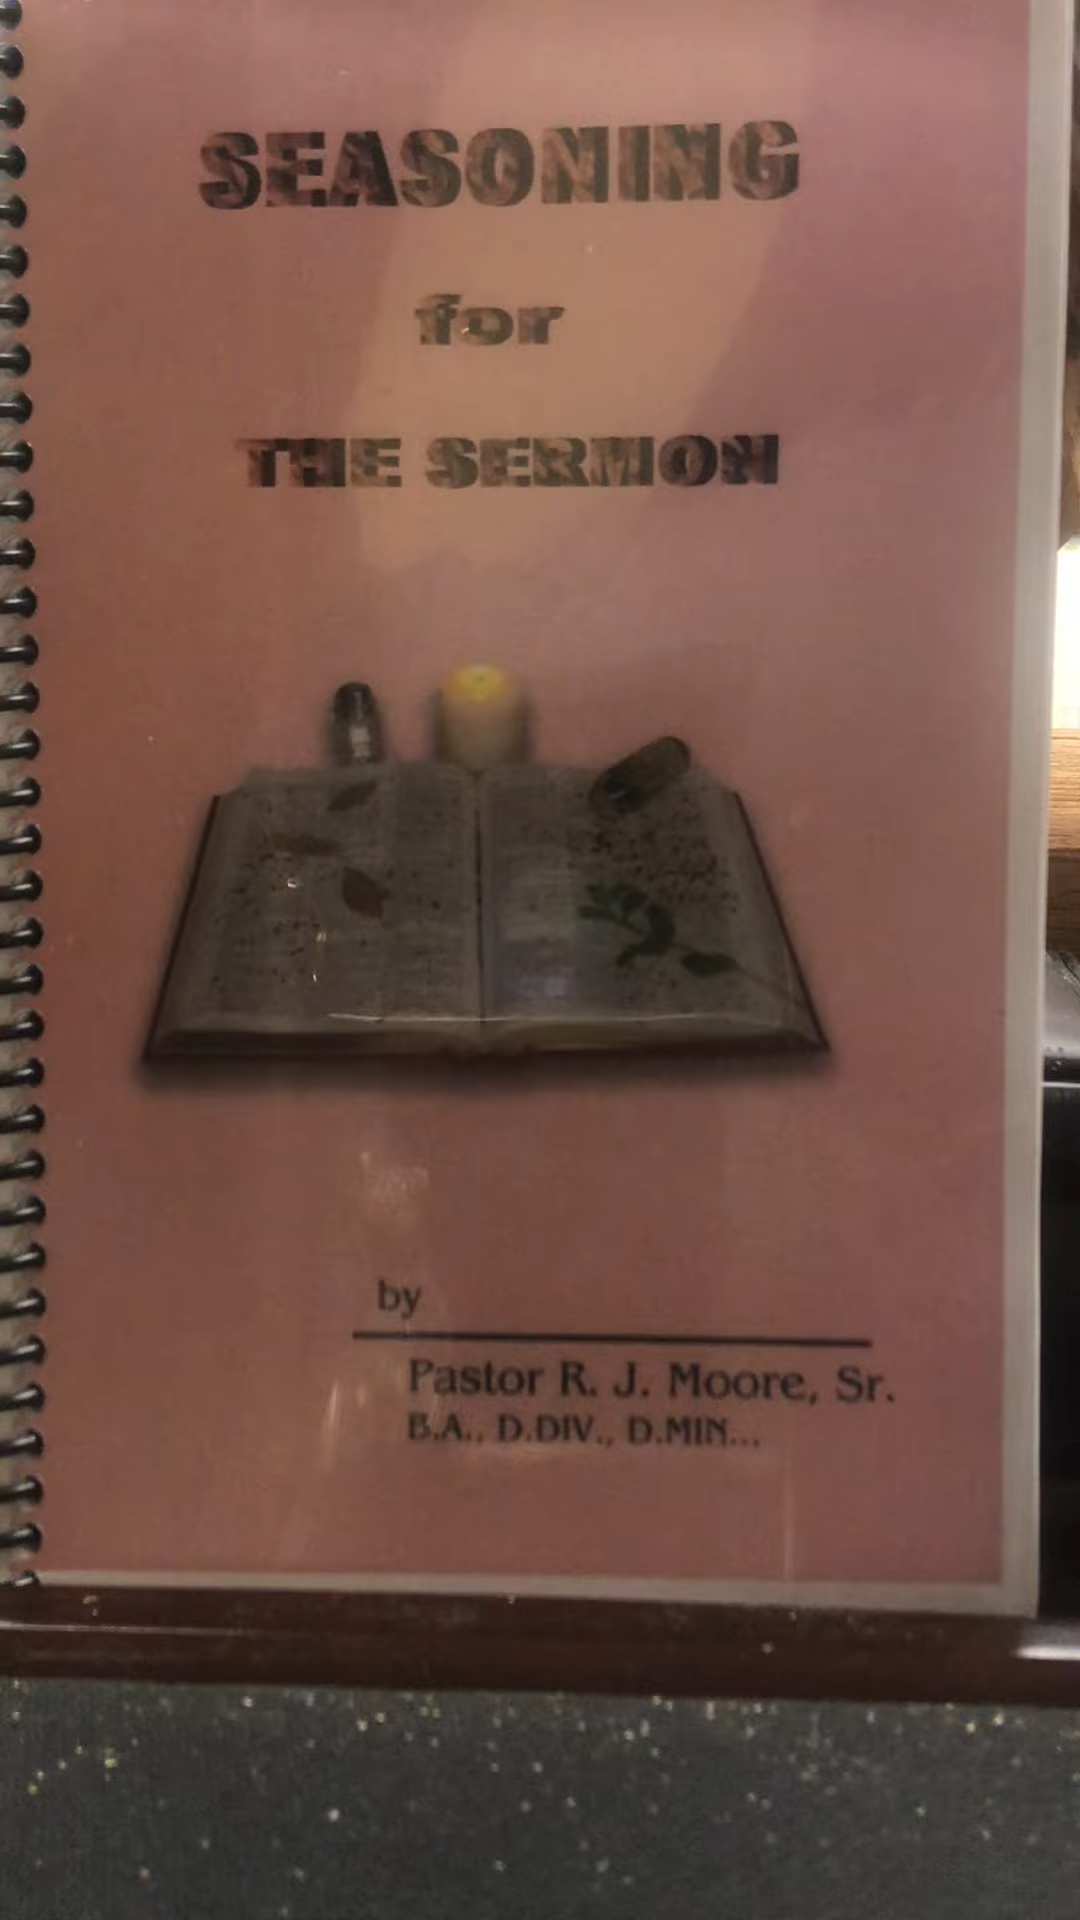 SEASONING
for
THE SERMON
by
Pastor R. J. Moore, Sr.
B.A., D.DIV., D.MIN...